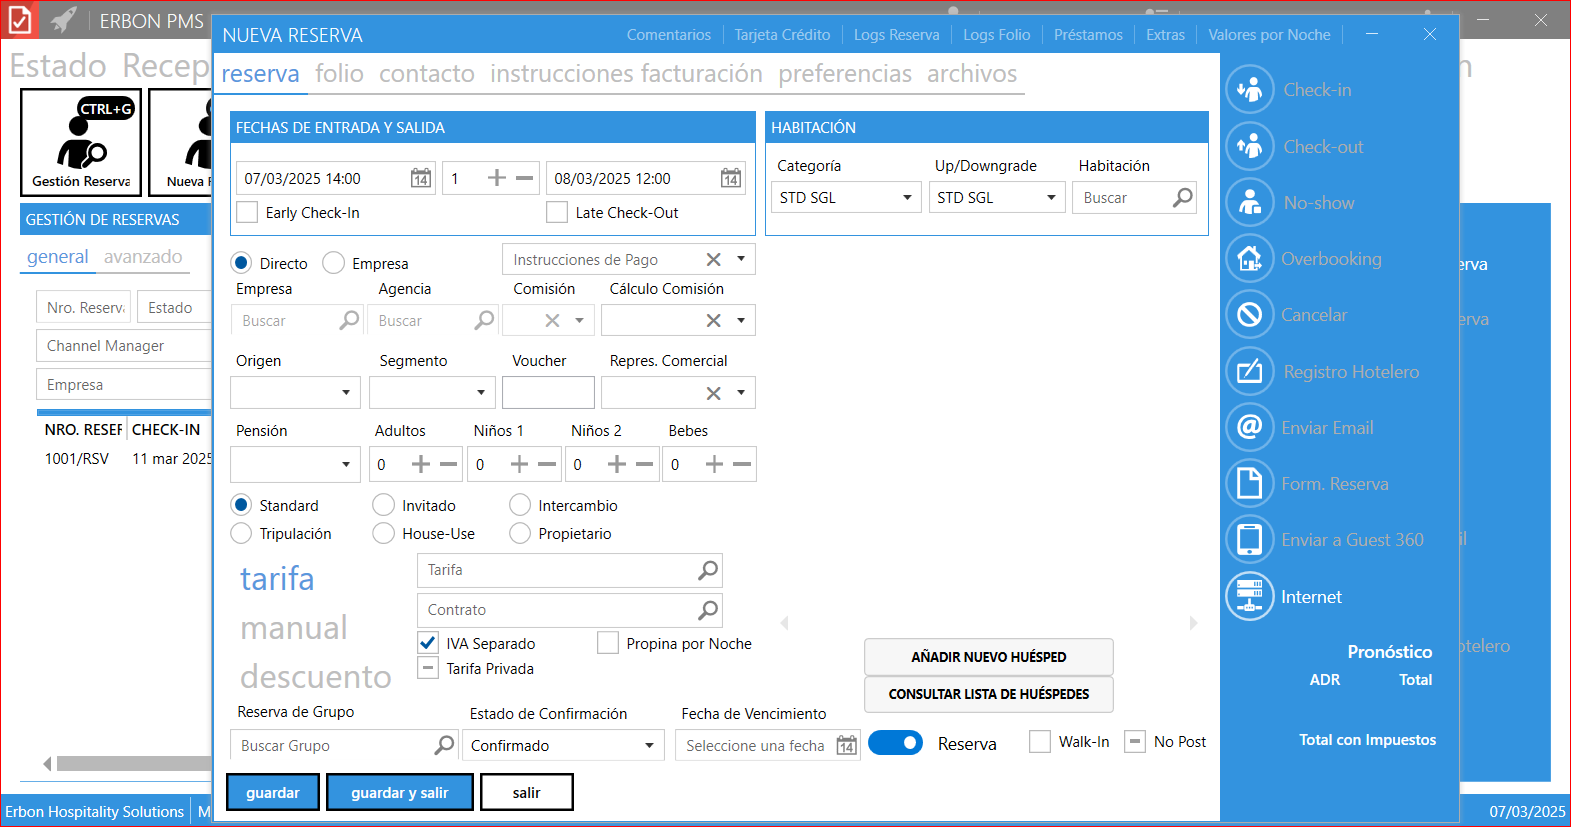 ERBON PMS
NUEVA RESERVA
Comentarios
Tarjeta Crédito
Logs Reserva
Logs Folio
Préstamos
Extras
Valores por Noche
Estado Recep
reserva folio contacto instrucciones facturación preferencias archivos
CTRL+G
Gestión Reserva
Nueva
GESTIÓN DE RESERVAS
general avanzado
Nro. Reserv
Estado
Channel Manager
Empresa
NRO. RESER CHECK-IN
1001/RSV 11 mar 2025
FECHAS DE ENTRADA Y SALIDA
07/03/2025 14:00
14
1
08/03/2025 12:00
14
Early Check-In
Late Check-Out
HABITACIÓN
Categoría Up/Downgrade Habitación
STD SGL
STD SGL
Buscar
Directo
Empresa
Instrucciones de Pago
Empresa Agencia Comisión Cálculo Comisión
Buscar
Buscar
Origen Segmento Voucher Repres. Comercial
Pensión Adultos Niños 1 Niños 2 Bebes
0
0
0
0
Standard Invitado Intercambio
Tripulación House-Use Propietario
tarifa
manual
descuento
Tarifa
Contrato
IVA Separado
Propina por Noche
Tarifa Privada
AÑADIR NUEVO HUÉSPED
CONSULTAR LISTA DE HUÉSPEDES
Reserva de Grupo Estado de Confirmación Fecha de Vencimiento
Buscar Grupo
Confirmado
Seleccione una fecha
14
Reserva
Walk-In
No Post
guardar
guardar y salir
salir
Check-in
Check-out
No-show
Overbooking
Cancelar
Registro Hotelero
@
Enviar Email
Form. Reserva
Enviar a Guest 360
Internet
Pronóstico
ADR Total
Total con Impuestos
erva
erva
il
otelero
Erbon Hospitality Solutions
M
07/03/2025